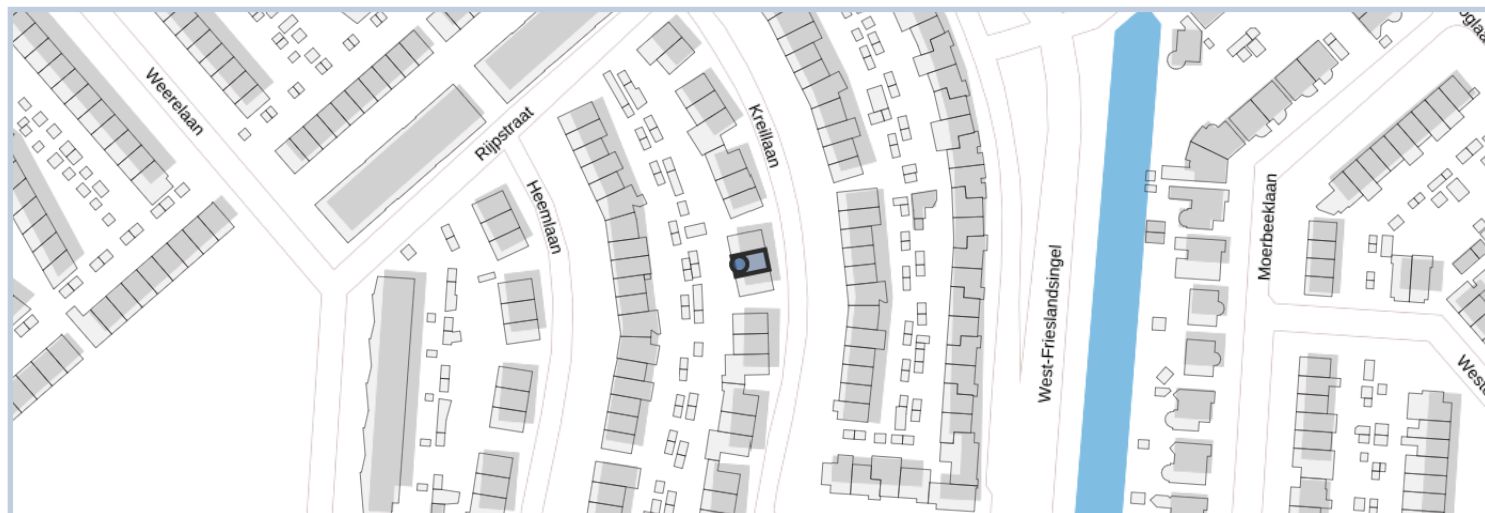 Weerelaan
Rijpstraat
Heemlaan
Kreillaan
West-Frieslandsingel
Moerbeeklaan